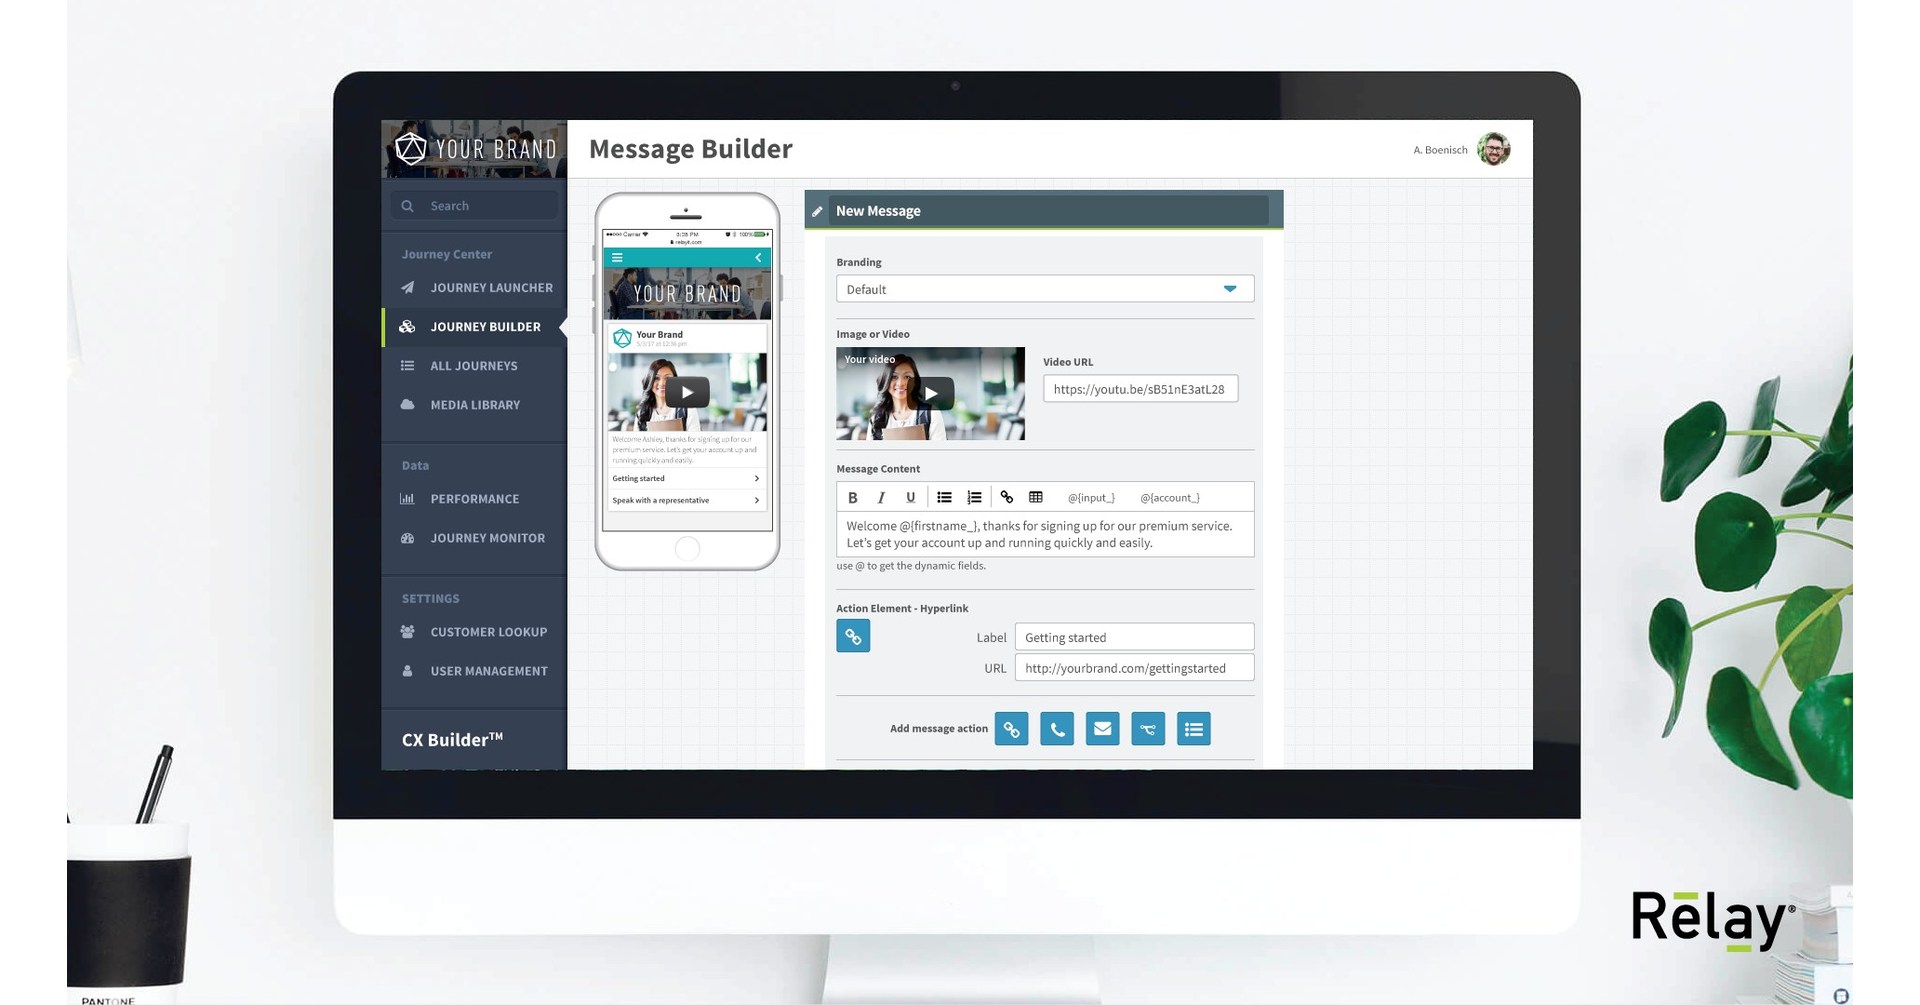 YOUR BRAND
Message Builder
A. Boenisch
Search
Journey Center
JOURNEY LAUNCHER
JOURNEY BUILDER
ALL JOURNEYS
MEDIA LIBRARY
Data
PERFORMANCE
JOURNEY MONITOR
SETTINGS
CUSTOMER LOOKUP
USER MANAGEMENT
CX Builder™
Carrier
100%
relayit.com
YOUR BRAND
Your Brand
Welcome Ashley, thanks for signing up for our
premium service. Let's get your account up and
running quickly and easily.
Getting started
Speak with a representative
New Message
Branding
Default
Image or Video
Your video
Video URL
https://youtu.be/sB51nE3atL28
Message Content
B I U @{input_} @{account_}
Welcome @{firstname_}, thanks for signing up for our premium service.
Let's get your account up and running quickly and easily.
use @ to get the dynamic fields.
Action Element - Hyperlink
Label Getting started
URL http://yourbrand.com/gettingstarted
Add message action
Relay®
PANTONE